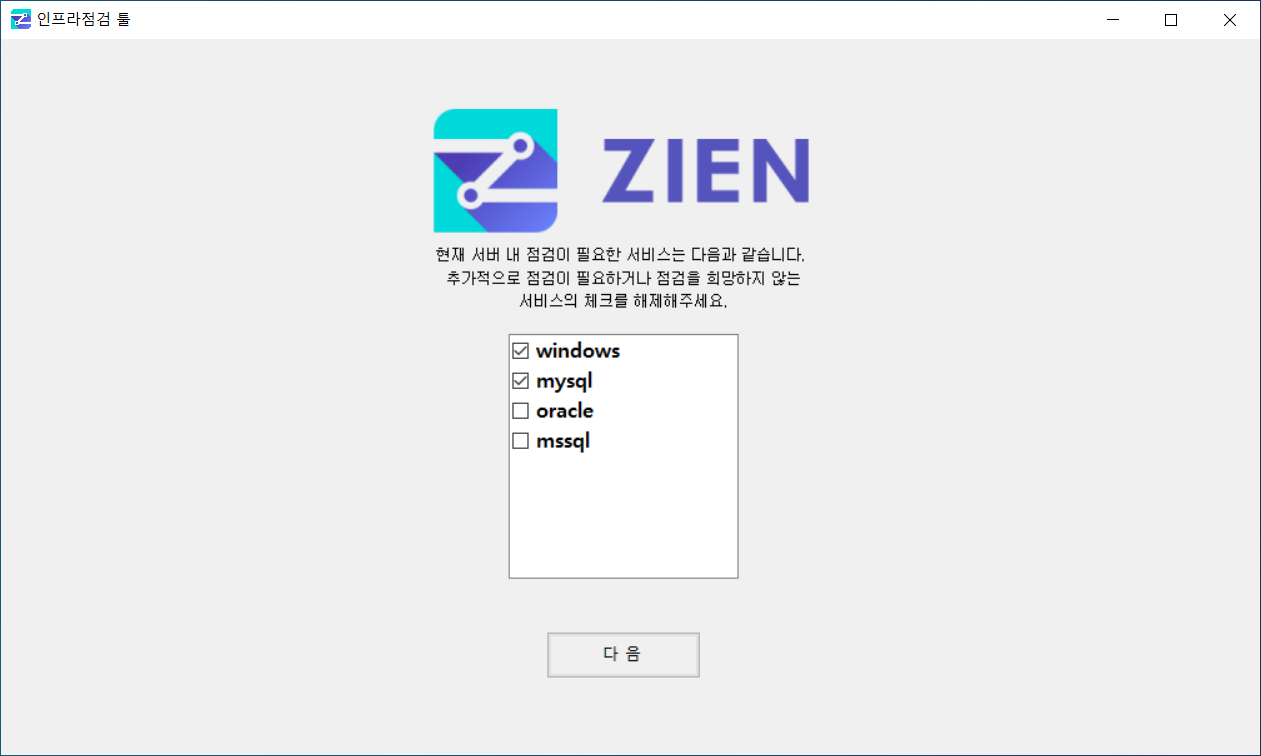 인프라점검 툴
ZIEN
현재 서버 내 점검이 필요한 서비스는 다음과 같습니다.
추가적으로 점검이 필요하거나 점검을 희망하지 않는
서비스의 체크를 해제해주세요.
windows
mysql
oracle
mssql
다 음